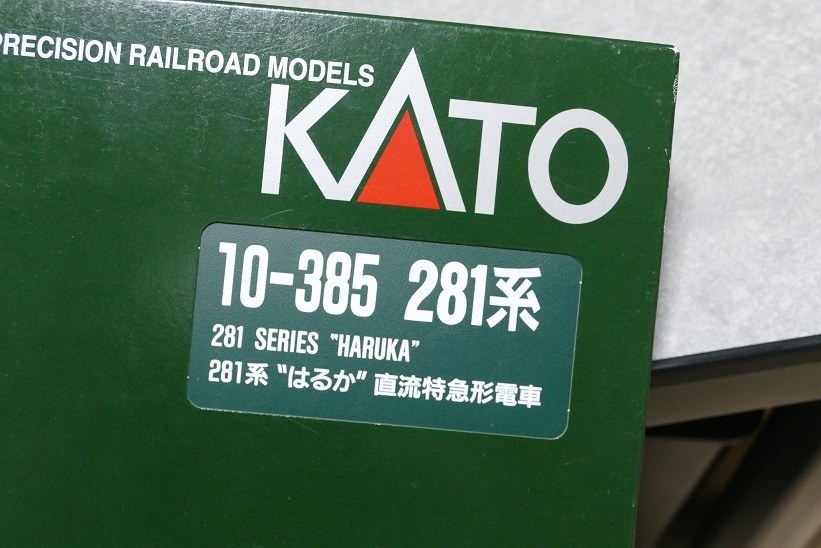 PRECISION RAILROAD MODELS
KATO
10-385 281系
281 SERIES "HARUKA"
281系 "はるか" 直流特急形電車